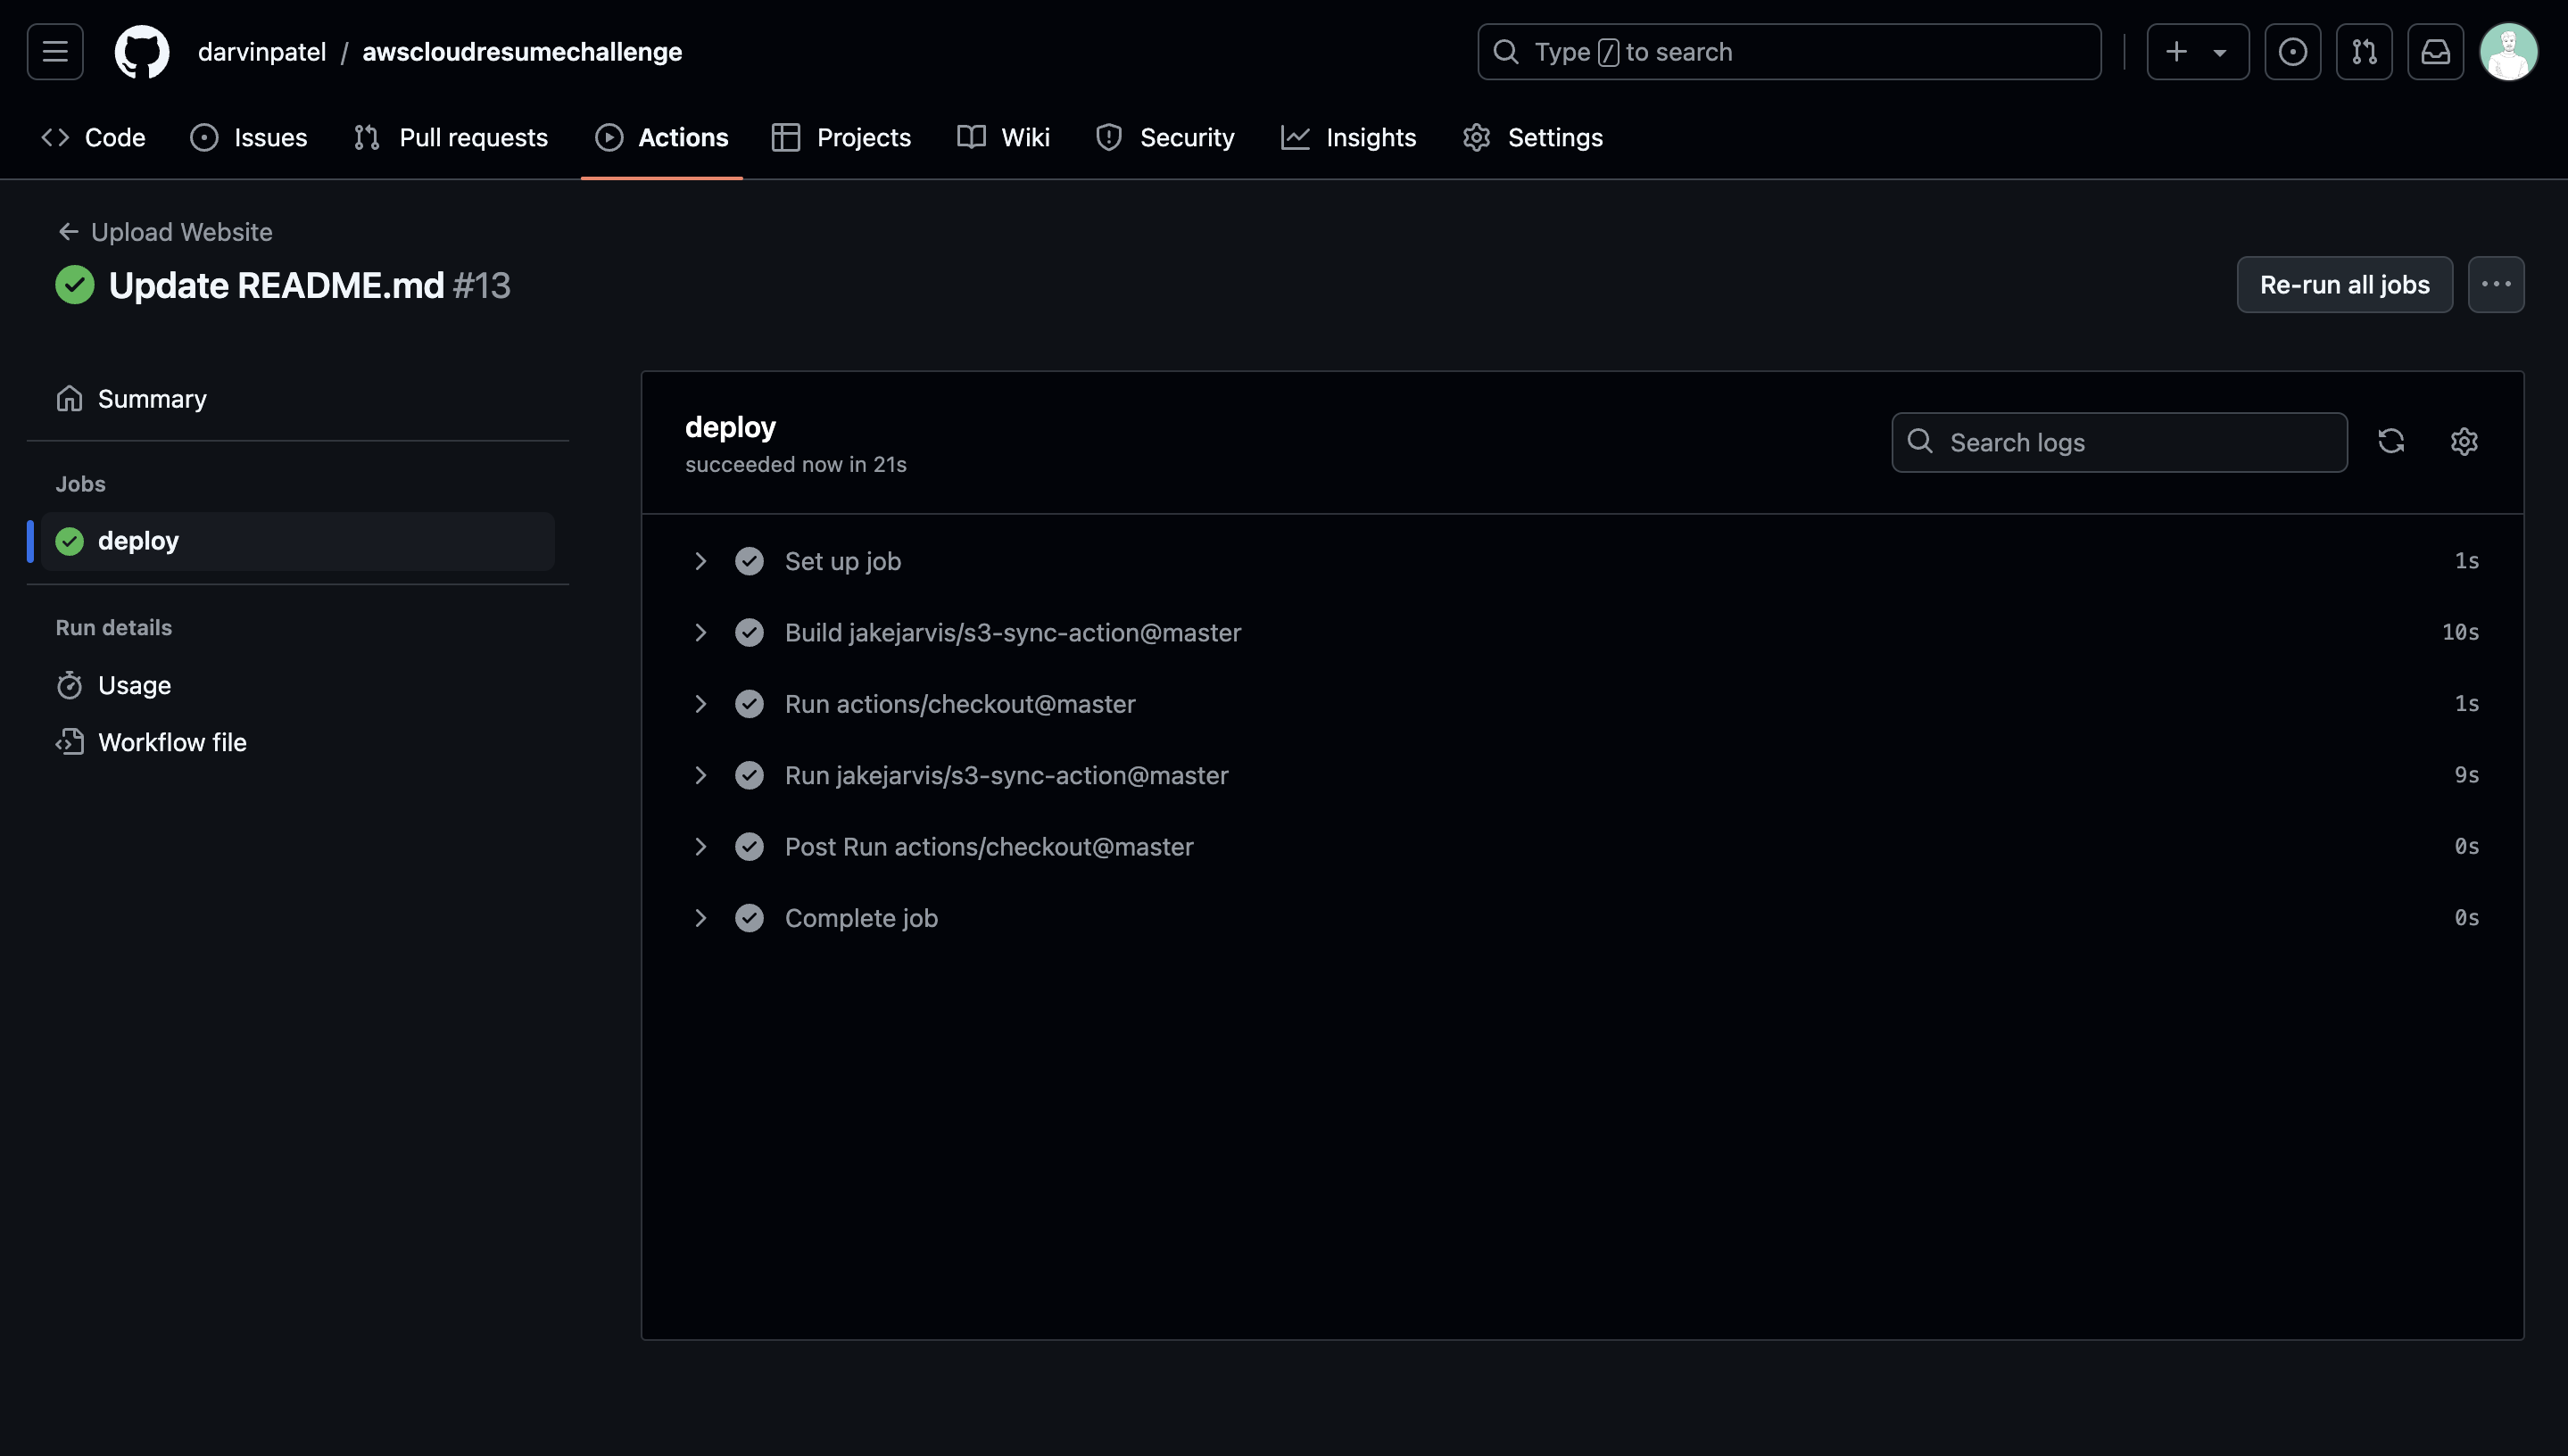 darvinpatel / awscloudresumechallenge
Type / to search
Code Issues Pull requests Actions Projects Wiki Security Insights Settings
Upload Website
Update README.md #13
Re-run all jobs
Summary
Jobs
deploy
Run details
Usage
Workflow file
deploy
succeeded now in 21s
Search logs
Set up job 1s
Build jakejarvis/s3-sync-action@master 10s
Run actions/checkout@master 1s
Run jakejarvis/s3-sync-action@master 9s
Post Run actions/checkout@master 0s
Complete job 0s